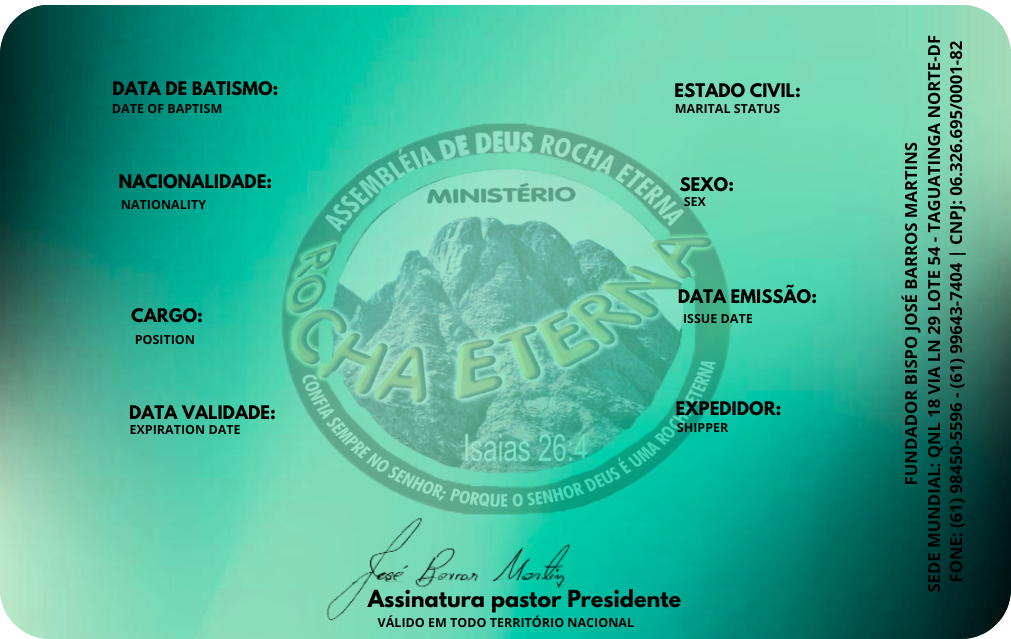 DATA DE BATISMO:
DATE OF BAPTISM
ESTADO CIVIL:
MARITAL STATUS
NACIONALIDADE:
NATIONALITY
SEXO:
SEX
CARGO:
POSITION
DATA EMISSÃO:
ISSUE DATE
DATA VALIDADE:
EXPIRATION DATE
EXPEDIDOR:
SHIPPER
ASSEMBLÉIA DE DEUS ROCHA ETERNA
MINISTÉRIO
ROCHA ETERNA
Isaias 26:4
CONFIA SEMPRE NO SENHOR; PORQUE O SENHOR DEUS É UMA ROCHA ETERNA
José Barros Martins
Assinatura pastor Presidente
VÁLIDO EM TODO TERRITÓRIO NACIONAL
FUNDADOR BISPO JOSÉ BARROS MARTINS
SEDE MUNDIAL: QNL 18 VIA LN 29 LOTE 54 - TAGUATINGA NORTE-DF
FONE: (61) 98450-5596 - (61) 99643-7404 | CNPJ: 06.326.695/0001-82